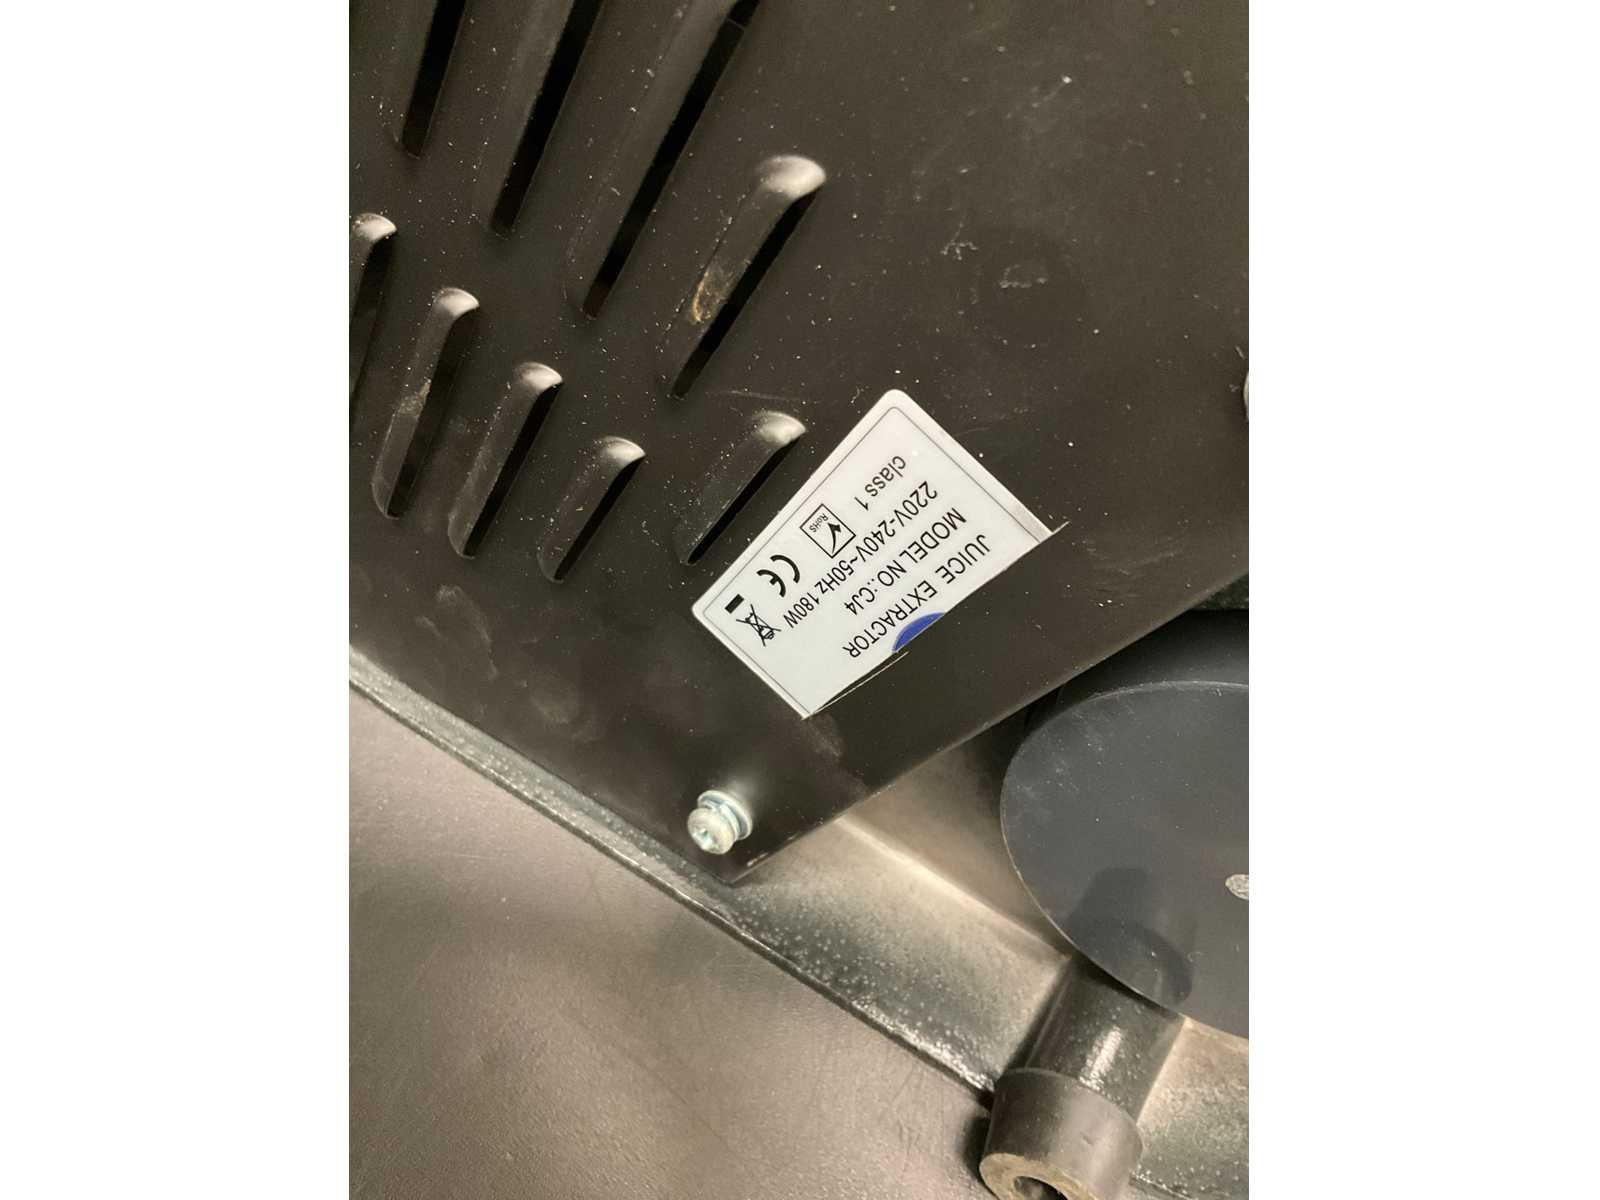 JUICE EXTRACTOR
MODEL NO.:CJ4
220V-240V~50Hz 180W
class 1
RoHS
CE